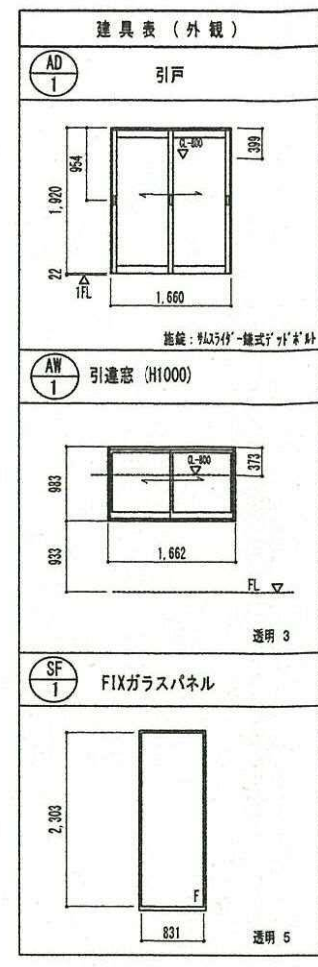 建具表(外観)
AD
1
引戸
CL-800
399
954
1,920
22
1FL
1,660
施錠:サムスライダー鎌式デッドボルト
AW
1
引違窓 (H1000)
CL-800
373
983
1,662
933
FL
透明 3
SF
1
FIXガラスパネル
2,303
F
831
透明 5